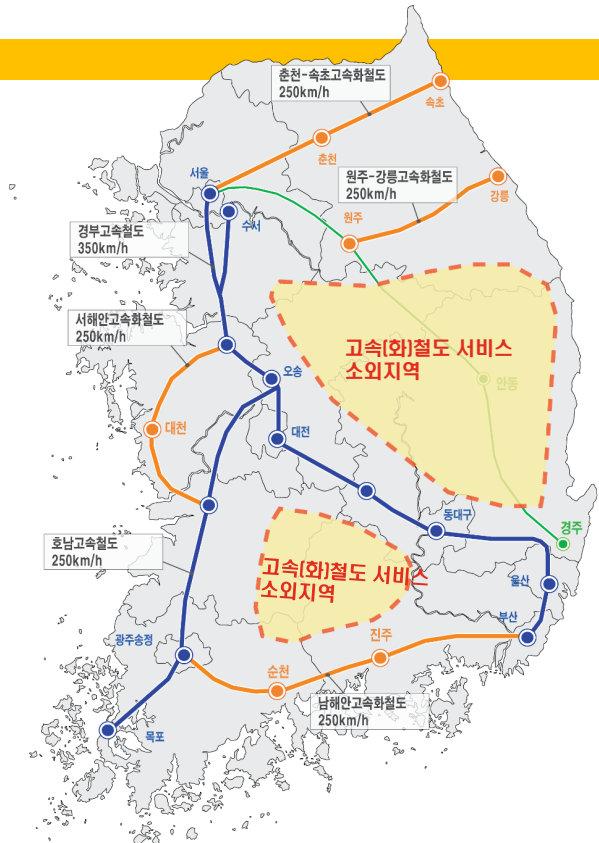 춘천-속초고속화철도
250km/h
속초
춘천
서울
원주-강릉고속화철도
250km/h
강릉
수서
원주
경부고속철도
350km/h
서해안고속화철도
250km/h
고속(화)철도 서비스
소외지역
오송
안동
대천
대전
동대구
경주
호남고속철도
250km/h
고속(화)철도 서비스
소외지역
울산
부산
광주송정
진주
순천
남해안고속화철도
250km/h
목포